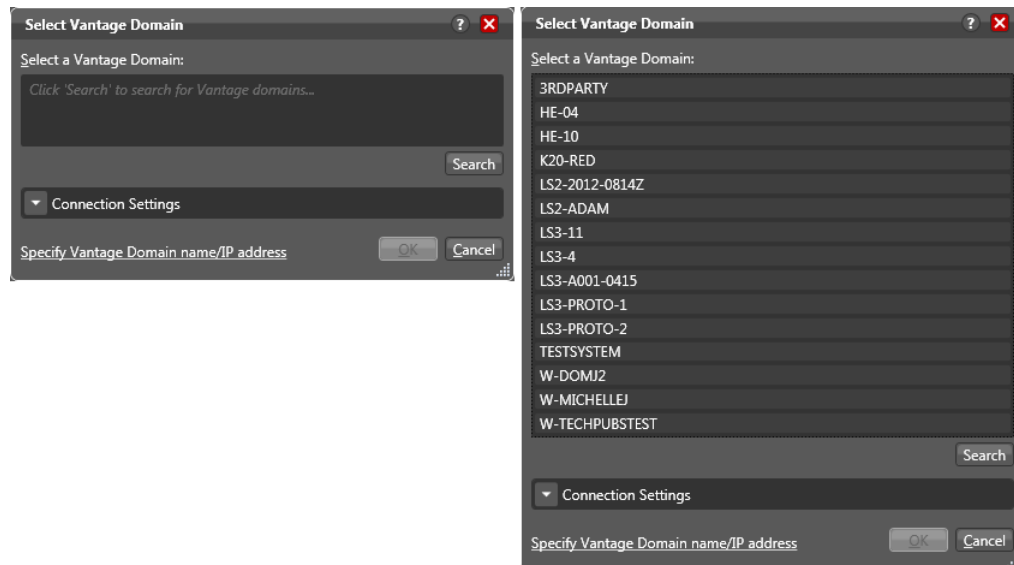 Select Vantage Domain
?
Select a Vantage Domain:
Click 'Search' to search for Vantage domains...
Search
Connection Settings
Specify Vantage Domain name/IP address
OK
Cancel
Select Vantage Domain
?
Select a Vantage Domain:
3RDPARTY
HE-04
HE-10
K20-RED
LS2-2012-0814Z
LS2-ADAM
LS3-11
LS3-4
LS3-A001-0415
LS3-PROTO-1
LS3-PROTO-2
TESTSYSTEM
W-DOMJ2
W-MICHELLEJ
W-TECHPUBSTEST
Search
Connection Settings
Specify Vantage Domain name/IP address
OK
Cancel